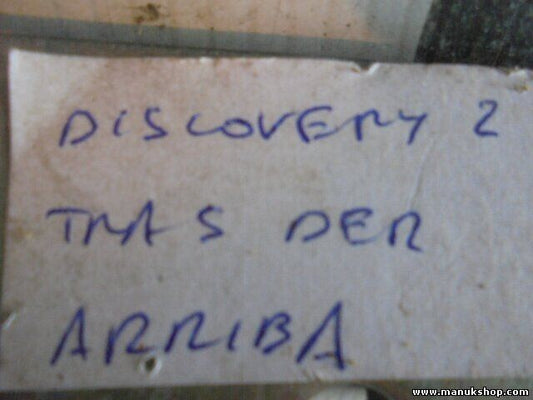 DISCOVERY 2
TRAS DER
ARRIBA
www.manukshop.com